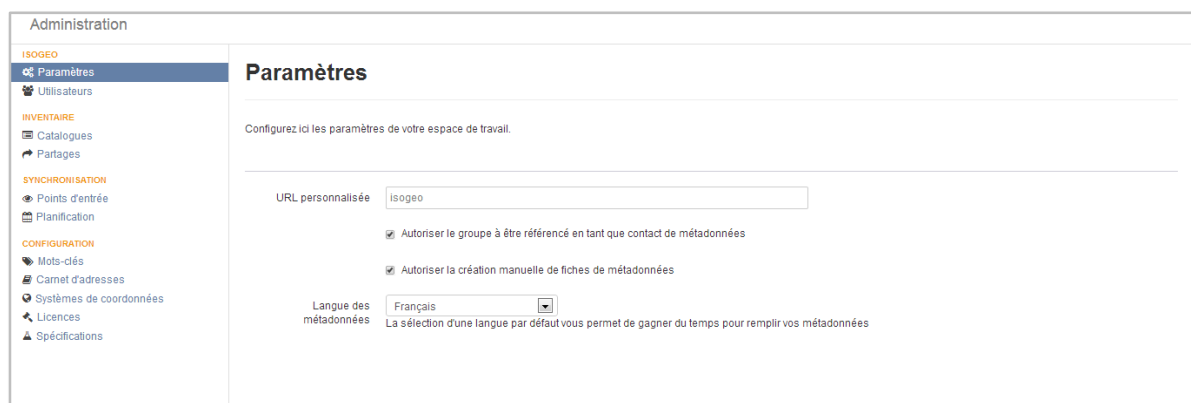 Administration
ISOGEO
Paramètres
Utilisateurs
INVENTAIRE
Catalogues
Partages
SYNCHRONISATION
Points d'entrée
Planification
CONFIGURATION
Mots-clés
Carnet d'adresses
Systèmes de coordonnées
Licences
Spécifications
Paramètres
Configurez ici les paramètres de votre espace de travail.
URL personnalisée
isogeo
Autoriser le groupe à être référencé en tant que contact de métadonnées
Autoriser la création manuelle de fiches de métadonnées
Langue des
métadonnées
Français
La sélection d'une langue par défaut vous permet de gagner du temps pour remplir vos métadonnées